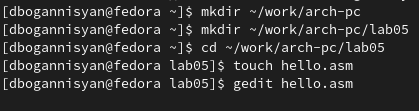 [dbogannisyan@fedora ~]$ mkdir ~/work/arch-pc
[dbogannisyan@fedora ~]$ mkdir ~/work/arch-pc/lab05
[dbogannisyan@fedora ~]$ cd ~/work/arch-pc/lab05
[dbogannisyan@fedora lab05]$ touch hello.asm
[dbogannisyan@fedora lab05]$ gedit hello.asm